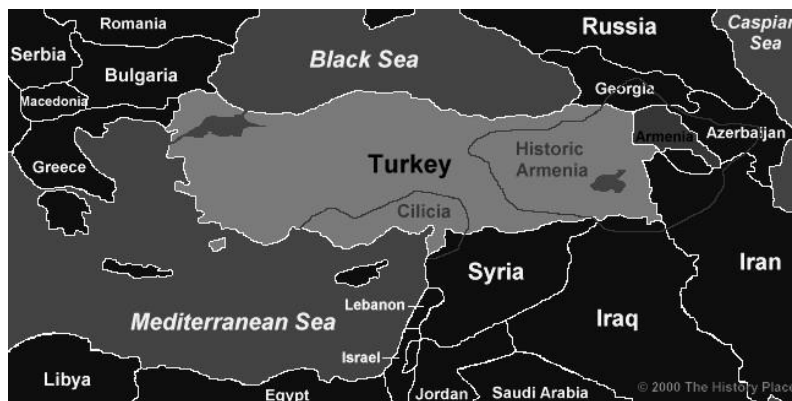 Romania
Russia
Caspian
Sea
Serbia
Black Sea
Bulgaria
Georgia
Macedonia
Armenia
Azerbaijan
Historic
Armenia
Greece
Turkey
Cilicia
Syria
Iran
Lebanon
Mediterranean Sea
Iraq
Israel
Libya
Egypt
Jordan
Saudi Arabia
© 2000 The History Place